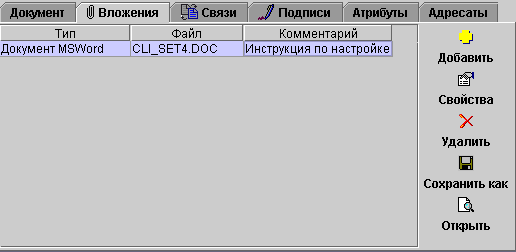 Документ Вложения Связи Подписи Атрибуты Адресаты
Тип Файл Комментарий
Документ MSWord CLI_SET4.DOC Инструкция по настройке
Добавить
Свойства
Удалить
Сохранить как
Открыть